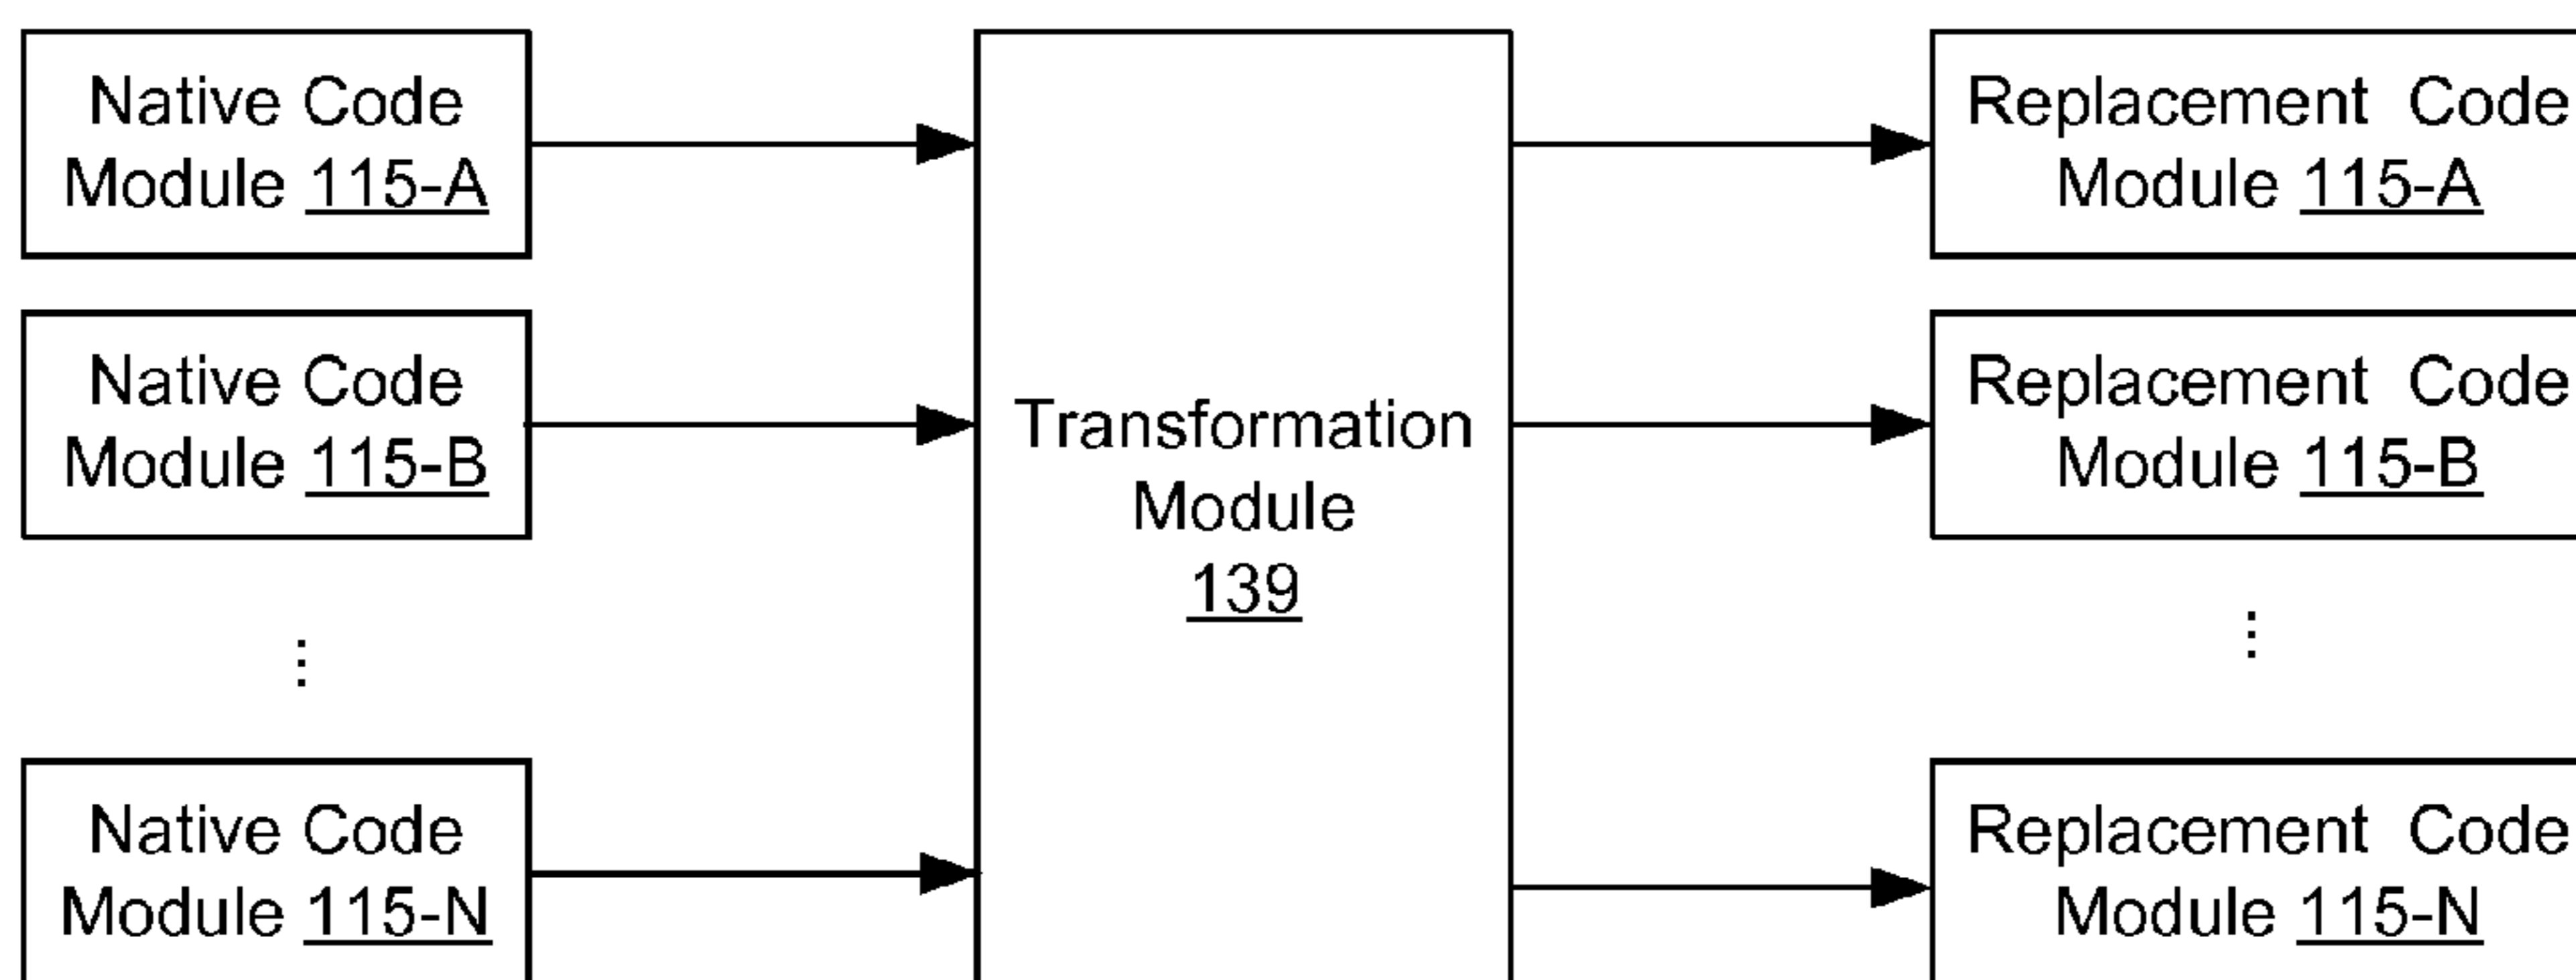 Native Code
Module 115-A
Replacement Code
Module 115-A
Native Code
Module 115-B
Transformation
Module
139
Replacement Code
Module 115-B
⋮
⋮
Native Code
Module 115-N
Replacement Code
Module 115-N